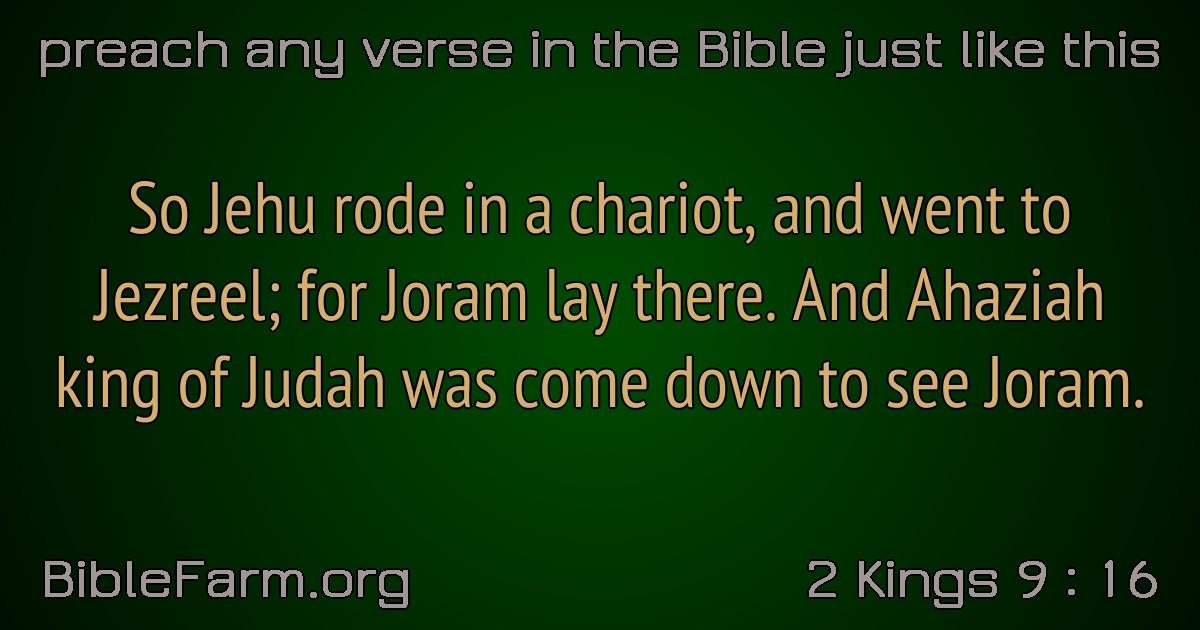 preach any verse in the Bible just like this
So Jehu rode in a chariot, and went to
Jezreel; for Joram lay there. And Ahaziah
king of Judah was come down to see Joram.
BibleFarm.org
2 Kings 9 : 16